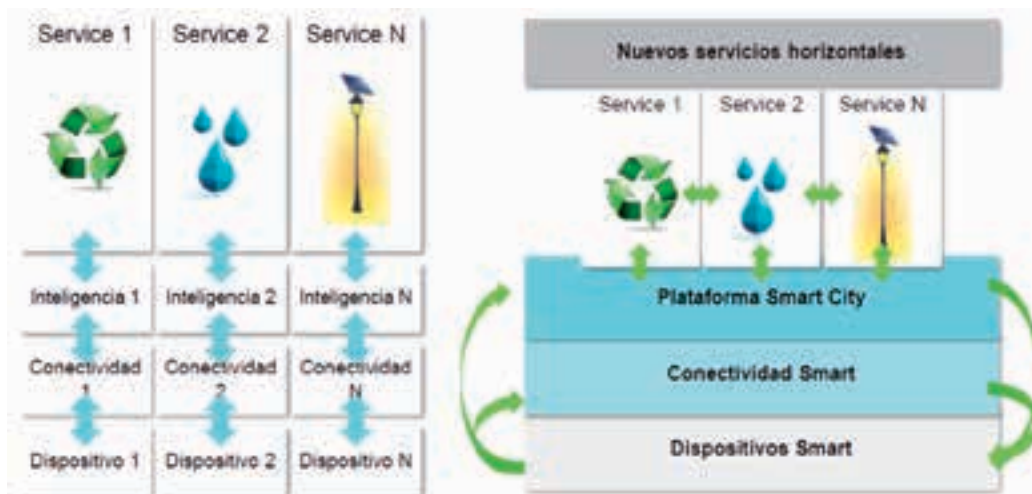 Service 1
Service 2
Service N
Inteligencia 1
Inteligencia 2
Inteligencia N
Conectividad
1
Conectividad
2
Conectividad
N
Dispositivo 1
Dispositivo 2
Dispositivo N
Nuevos servicios horizontales
Service 1
Service 2
Service N
Plataforma Smart City
Conectividad Smart
Dispositivos Smart